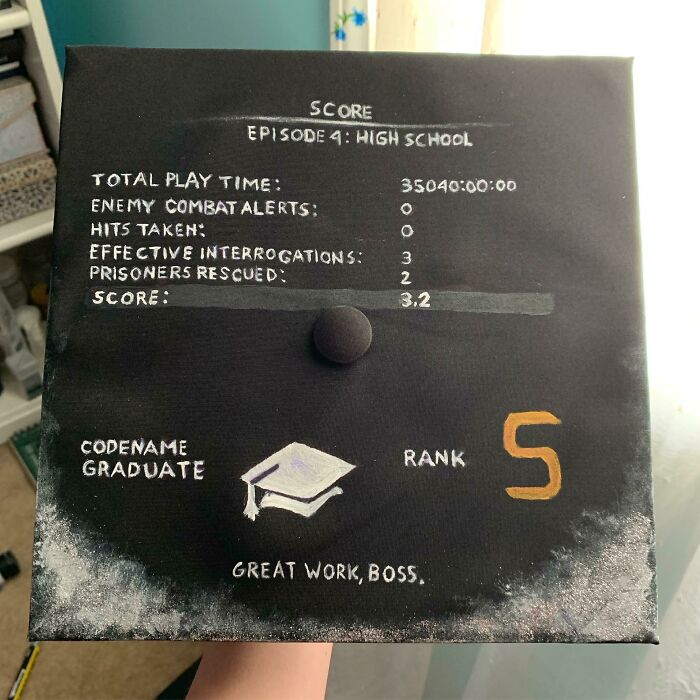 SCORE
EPISODE 4: HIGH SCHOOL
TOTAL PLAY TIME: 35040:00:00
ENEMY COMBAT ALERTS: 0
HITS TAKEN: 0
EFFECTIVE INTERROGATIONS: 3
PRISONERS RESCUED: 2
SCORE: 3.2
CODENAME
GRADUATE
RANK S
GREAT WORK, BOSS.